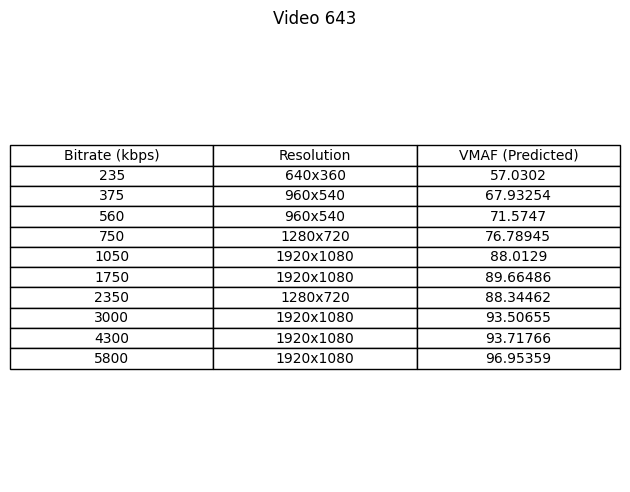 Video 643
Bitrate (kbps) Resolution VMAF (Predicted)
235 640x360 57.0302
375 960x540 67.93254
560 960x540 71.5747
750 1280x720 76.78945
1050 1920x1080 88.0129
1750 1920x1080 89.66486
2350 1280x720 88.34462
3000 1920x1080 93.50655
4300 1920x1080 93.71766
5800 1920x1080 96.95359